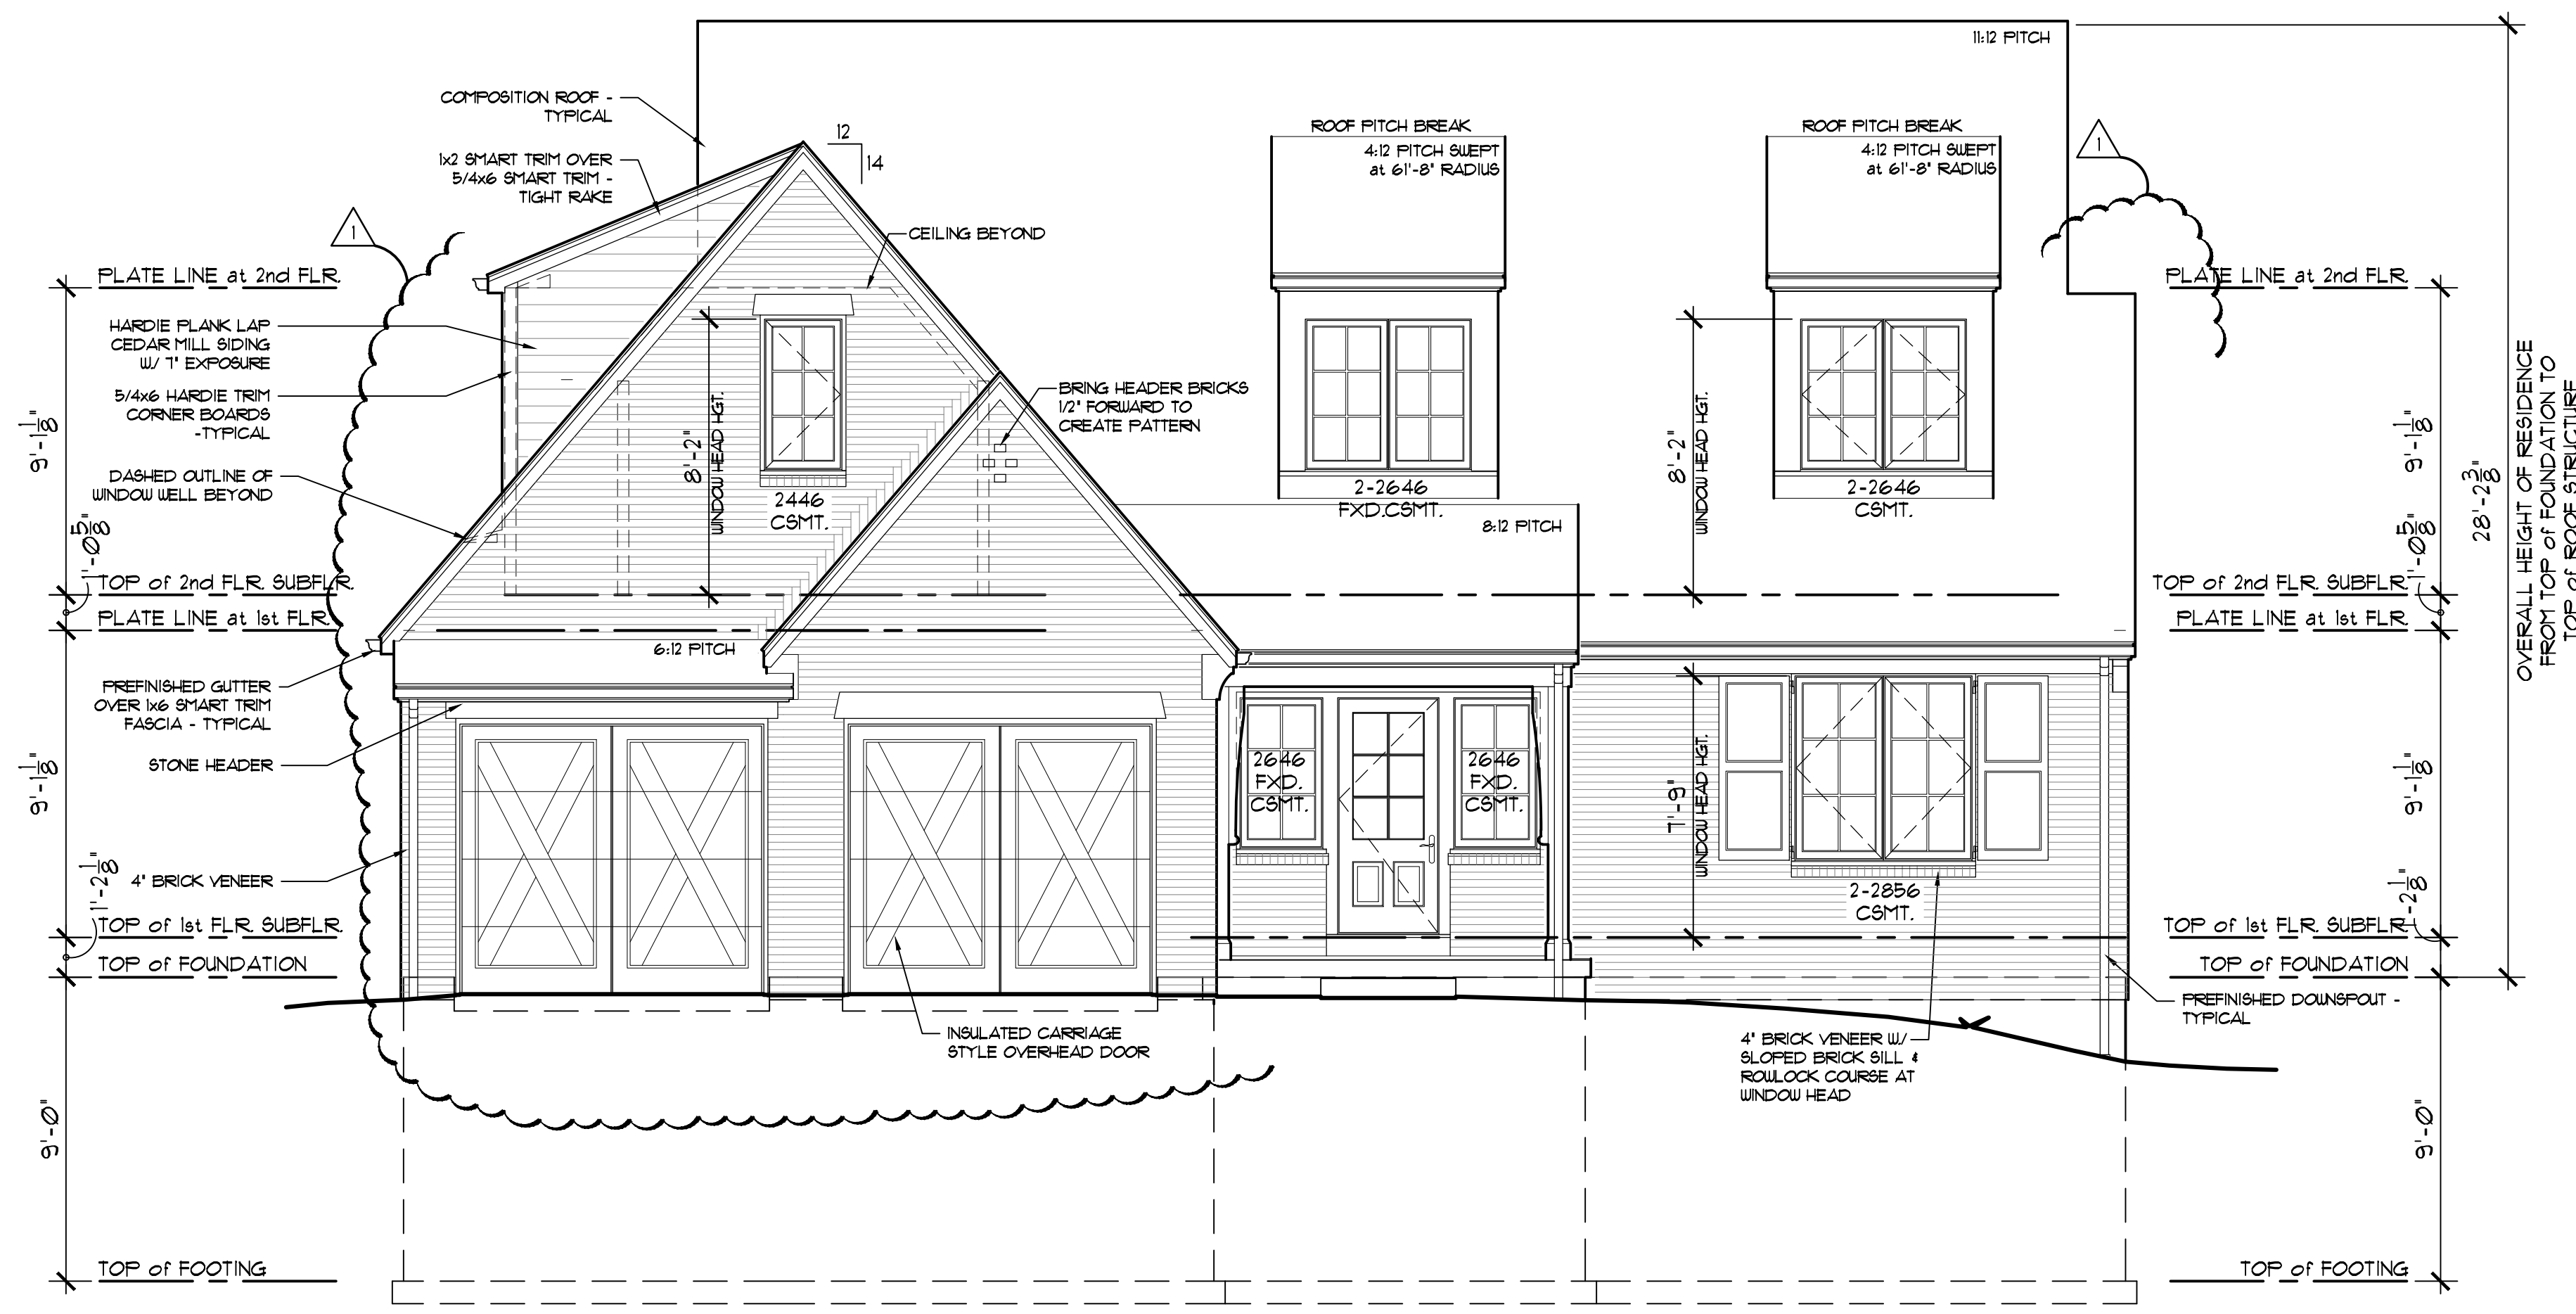 11:12 PITCH
COMPOSITION ROOF -
TYPICAL
12
14
1x2 SMART TRIM OVER
5/4x6 SMART TRIM -
TIGHT RAKE
ROOF PITCH BREAK
4:12 PITCH SWEPT
at 61'-8" RADIUS
ROOF PITCH BREAK
4:12 PITCH SWEPT
at 61'-8" RADIUS
1
1
CEILING BEYOND
PLATE LINE at 2nd FLR.
PLATE LINE at 2nd FLR.
HARDIE PLANK LAP
CEDAR MILL SIDING
W/ 7" EXPOSURE
5/4x6 HARDIE TRIM
CORNER BOARDS
-TYPICAL
DASHED OUTLINE OF
WINDOW WELL BEYOND
BRING HEADER BRICKS
1/2" FORWARD TO
CREATE PATTERN
9'-1 1/8"
8'-2"
WINDOW HEAD HGT.
2446
CSMT.
2-2646
FXD.CSMT.
8:12 PITCH
8'-2"
WINDOW HEAD HGT.
2-2646
CSMT.
9'-1 1/8"
28'-2 3/8"
OVERALL HEIGHT OF RESIDENCE
FROM TOP of FOUNDATION TO
TOP of ROOF STRUCTURE
1'-0 5/8"
1'-0 5/8"
TOP of 2nd FLR. SUBFLR.
TOP of 2nd FLR. SUBFLR.
PLATE LINE at 1st FLR.
PLATE LINE at 1st FLR.
6:12 PITCH
PREFINISHED GUTTER
OVER 1x6 SMART TRIM
FASCIA - TYPICAL
STONE HEADER
9'-1 1/8"
2646
FXD.
CSMT.
2646
FXD.
CSMT.
7'-9"
WINDOW HEAD HGT.
9'-1 1/8"
4" BRICK VENEER
1'-2 1/8"
2-2856
CSMT.
1'-2 1/8"
TOP of 1st FLR. SUBFLR.
TOP of 1st FLR. SUBFLR.
TOP of FOUNDATION
TOP of FOUNDATION
PREFINISHED DOWNSPOUT -
TYPICAL
INSULATED CARRIAGE
STYLE OVERHEAD DOOR
4" BRICK VENEER W/
SLOPED BRICK SILL &
ROWLOCK COURSE AT
WINDOW HEAD
9'-0"
9'-0"
TOP of FOOTING
TOP of FOOTING